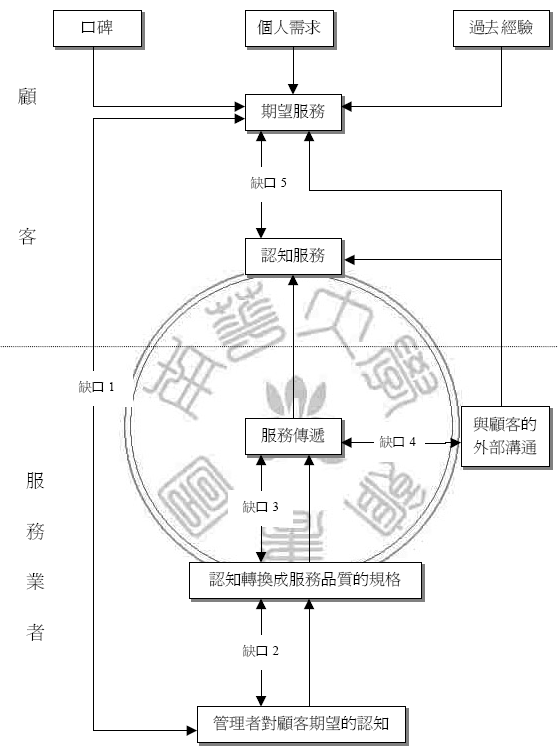 口碑
個人需求
過去經驗
顧
期望服務
缺口 5
客
認知服務
缺口 1
服務傳遞
缺口 4
與顧客的
外部溝通
服
務
業
者
缺口 3
認知轉換成服務品質的規格
缺口 2
管理者對顧客期望的認知